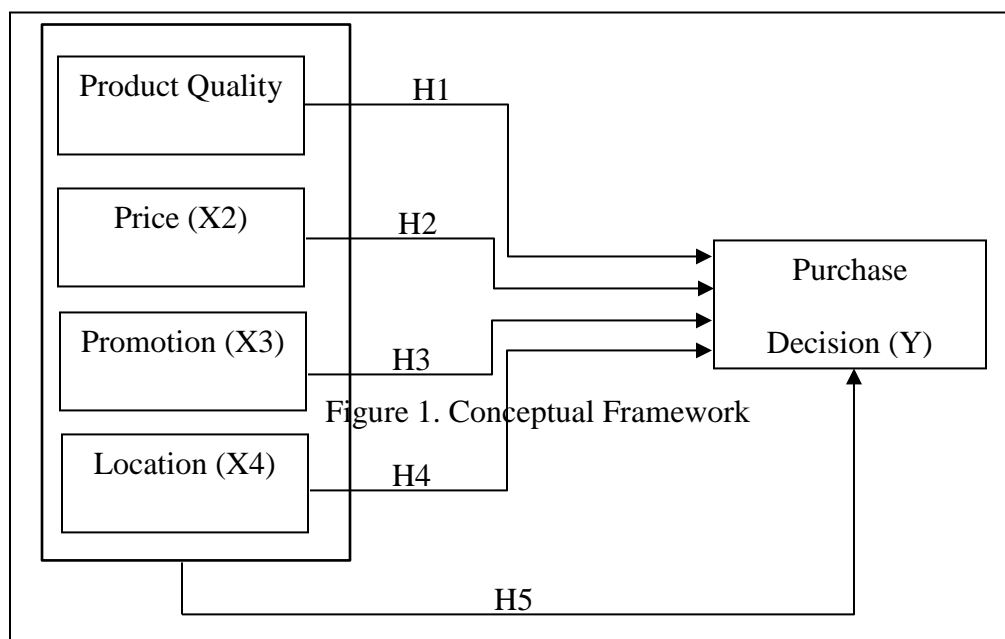 Product Quality
H1
Price (X2)
H2
Purchase
Decision (Y)
Promotion (X3)
H3
Figure 1. Conceptual Framework
Location (X4)
H4
H5